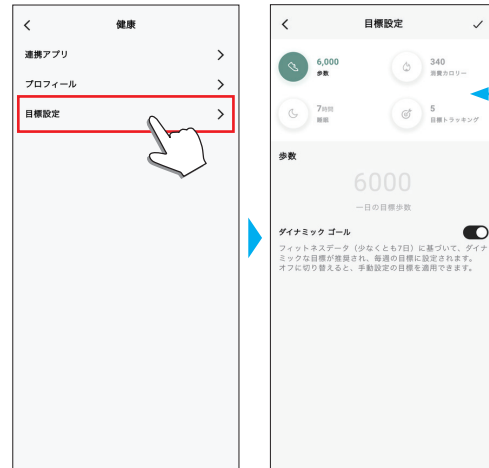 健康
連携アプリ
プロフィール
目標設定
目標設定
6,000
歩数
340
消費カロリー
7時間
睡眠
5
目標トラッキング
歩数
6000
一日の目標歩数
ダイナミック ゴール
フィットネスデータ（少なくとも7日）に基づいて、ダイナ
ミックな目標が推奨され、毎週の目標に設定されます。
オフに切り替えると、手動設定の目標を適用できます。